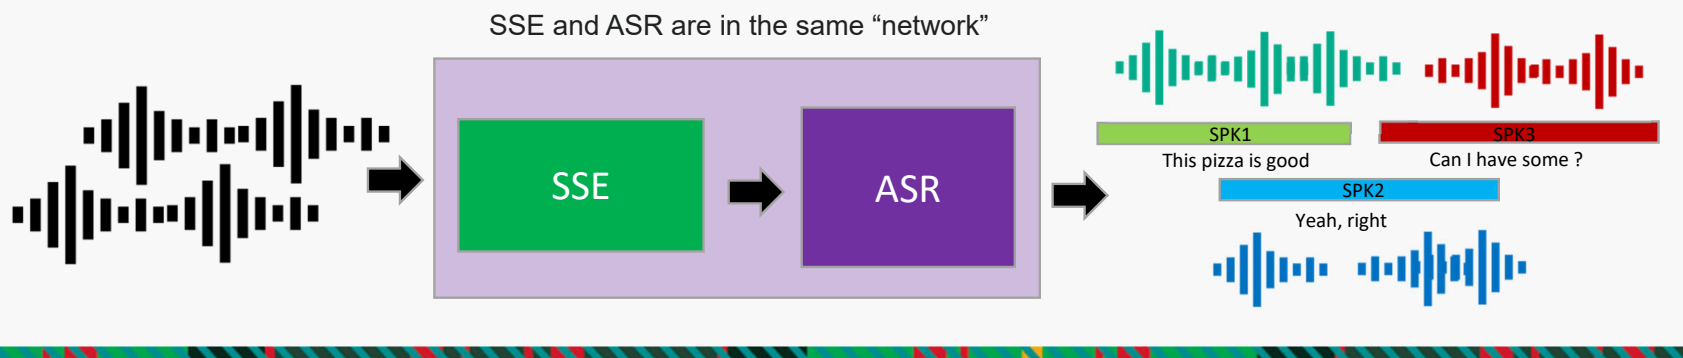 SSE and ASR are in the same “network”
SSE
ASR
SPK1
This pizza is good
SPK3
Can I have some ?
SPK2
Yeah, right